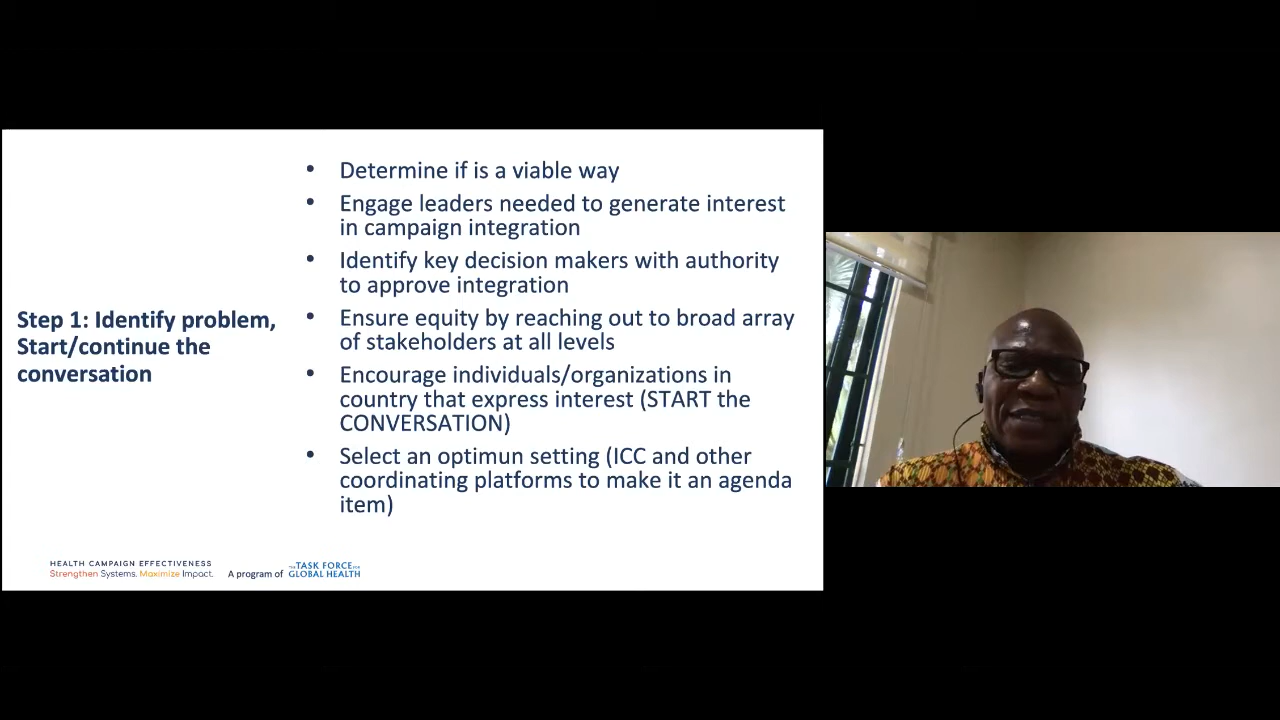 Step 1: Identify problem,
Start/continue the
conversation
• Determine if is a viable way
• Engage leaders needed to generate interest
in campaign integration
• Identify key decision makers with authority
to approve integration
• Ensure equity by reaching out to broad array
of stakeholders at all levels
• Encourage individuals/organizations in
country that express interest (START the
CONVERSATION)
• Select an optimun setting (ICC and other
coordinating platforms to make it an agenda
item)
HEALTH CAMPAIGN EFFECTIVENESS
Strengthen Systems. Maximize Impact.
A program of
THE TASK FORCE FOR
GLOBAL HEALTH